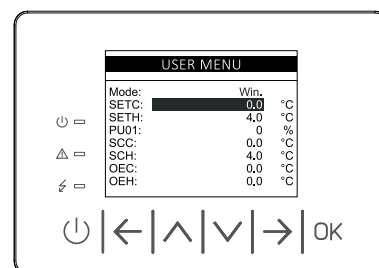 USER MENU
Mode: Win.
SETC: 0.0 °C
SETH: 4.0 °C
PU01: 0 %
SCC: 0.0 °C
SCH: 4.0 °C
OEC: 0.0 °C
OEH: 0.0 °C
OK